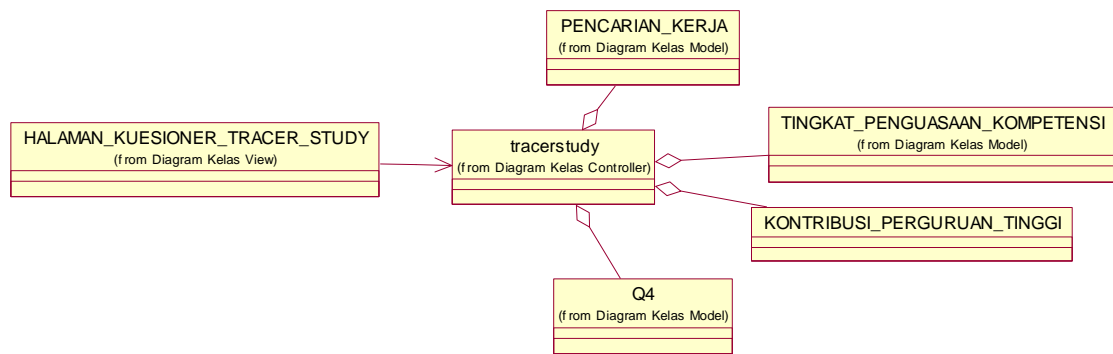 PENCARIAN_KERJA
(from Diagram Kelas Model)
HALAMAN_KUESIONER_TRACER_STUDY
(from Diagram Kelas View)
tracerstudy
(from Diagram Kelas Controller)
TINGKAT_PENGUASAAN_KOMPETENSI
(from Diagram Kelas Model)
KONTRIBUSI_PERGURUAN_TINGGI
Q4
(from Diagram Kelas Model)